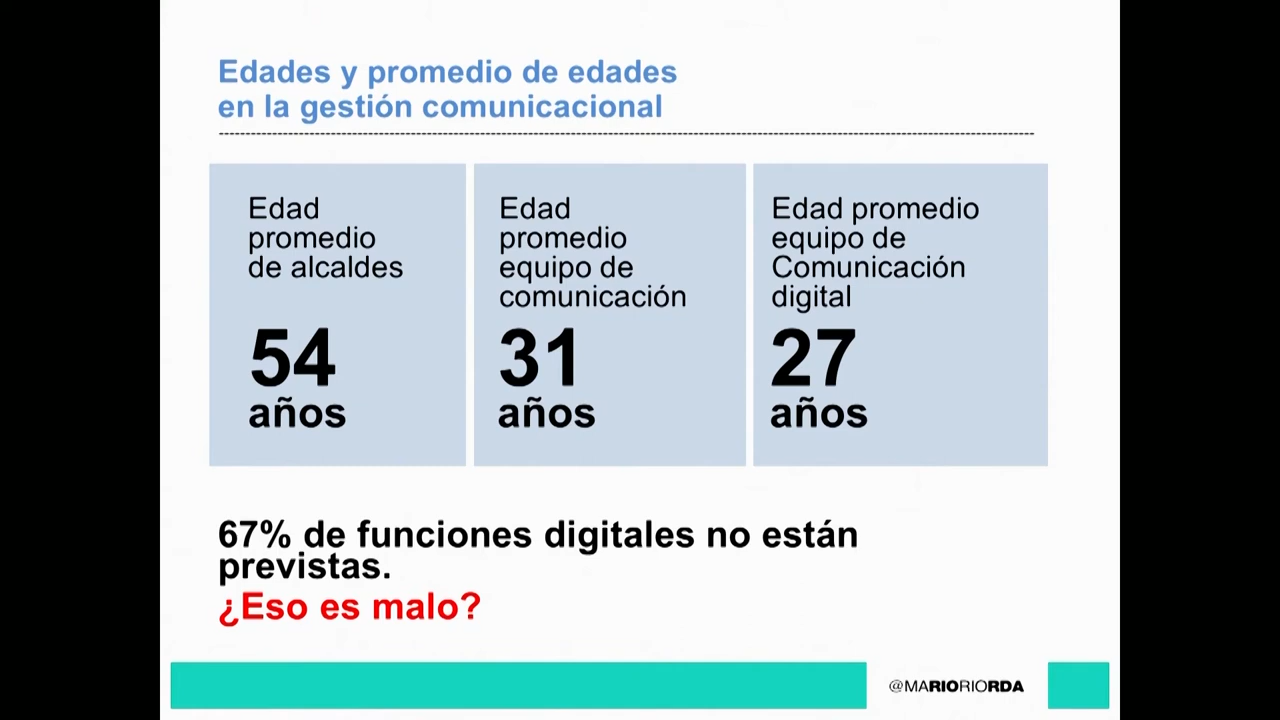 Edades y promedio de edades
en la gestión comunicacional
Edad
promedio
de alcaldes
54
años
Edad
promedio
equipo de
comunicación
31
años
Edad promedio
equipo de
Comunicación
digital
27
años
67% de funciones digitales no están
previstas.
¿Eso es malo?
@MARIORIORDA